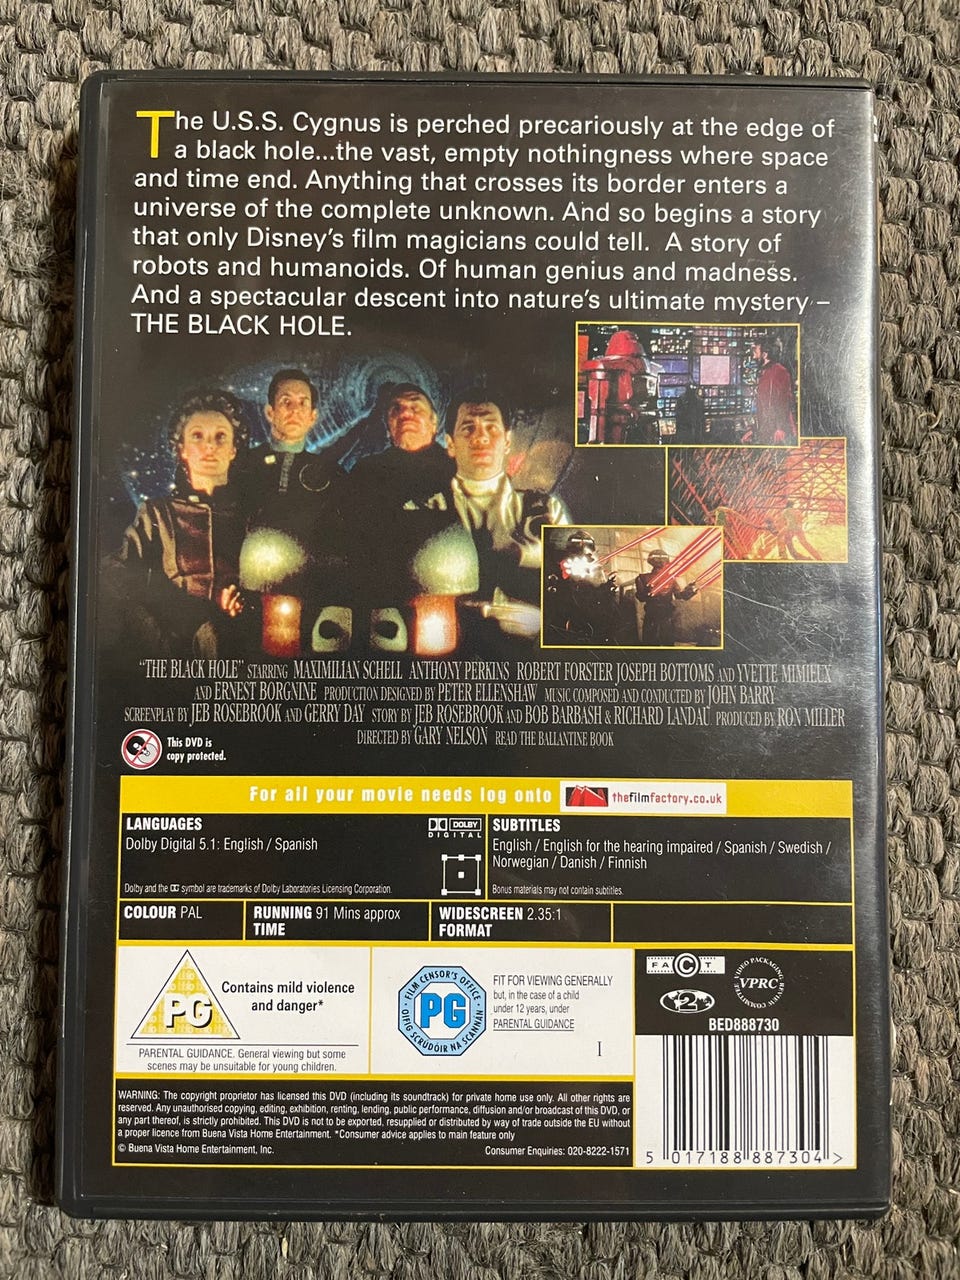 The U.S.S. Cygnus is perched precariously at the edge of
a black hole...the vast, empty nothingness where space
and time end. Anything that crosses its border enters a
universe of the complete unknown. And so begins a story
that only Disney's film magicians could tell. A story of
robots and humanoids. Of human genius and madness.
And a spectacular descent into nature's ultimate mystery –
THE BLACK HOLE.
"THE BLACK HOLE" STARRING MAXIMILIAN SCHELL ANTHONY PERKINS ROBERT FORSTER JOSEPH BOTTOMS AND YVETTE MIMIEUX
AND ERNEST BORGNINE PRODUCTION DESIGNED BY PETER ELLENSHAW MUSIC COMPOSED AND CONDUCTED BY JOHN BARRY
SCREENPLAY BY JEB ROSEBROOK AND GERRY DAY STORY BY JEB ROSEBROOK AND BOB BARBASH & RICHARD LANDAU PRODUCED BY RON MILLER
DIRECTED BY GARY NELSON READ THE BALLANTINE BOOK
This DVD is
copy protected.
For all your movie needs log onto thefilmfactory.co.uk
LANGUAGES
Dolby Digital 5.1: English / Spanish
DOLBY
DIGITAL
Dolby and the DD symbol are trademarks of Dolby Laboratories Licensing Corporation.
SUBTITLES
English / English for the hearing impaired / Spanish / Swedish /
Norwegian / Danish / Finnish
Bonus materials may not contain subtitles.
COLOUR PAL
RUNNING 91 Mins approx
TIME
WIDESCREEN 2.35:1
FORMAT
PG
Contains mild violence
and danger*
PARENTAL GUIDANCE. General viewing but some
scenes may be unsuitable for young children.
FILM CENSOR'S OFFICE
PG
OIFIG SCRÚDÓIR NA SCANNÁN
FIT FOR VIEWING GENERALLY
but, in the case of a child
under 12 years, under
PARENTAL GUIDANCE
I
FACT
VIDEO PACKAGING REVIEW COMMITTEE
VPRC
2
BED888730
5 017188 887304 >
WARNING: The copyright proprietor has licensed this DVD (including its soundtrack) for private home use only. All other rights are
reserved. Any unauthorised copying, editing, exhibition, renting, lending, public performance, diffusion and/or broadcast of this DVD, or
any part thereof, is strictly prohibited. This DVD is not to be exported, resupplied or distributed by way of trade outside the EU without
a proper licence from Buena Vista Home Entertainment. *Consumer advice applies to main feature only
© Buena Vista Home Entertainment, Inc.
Consumer Enquiries: 020-8222-1571